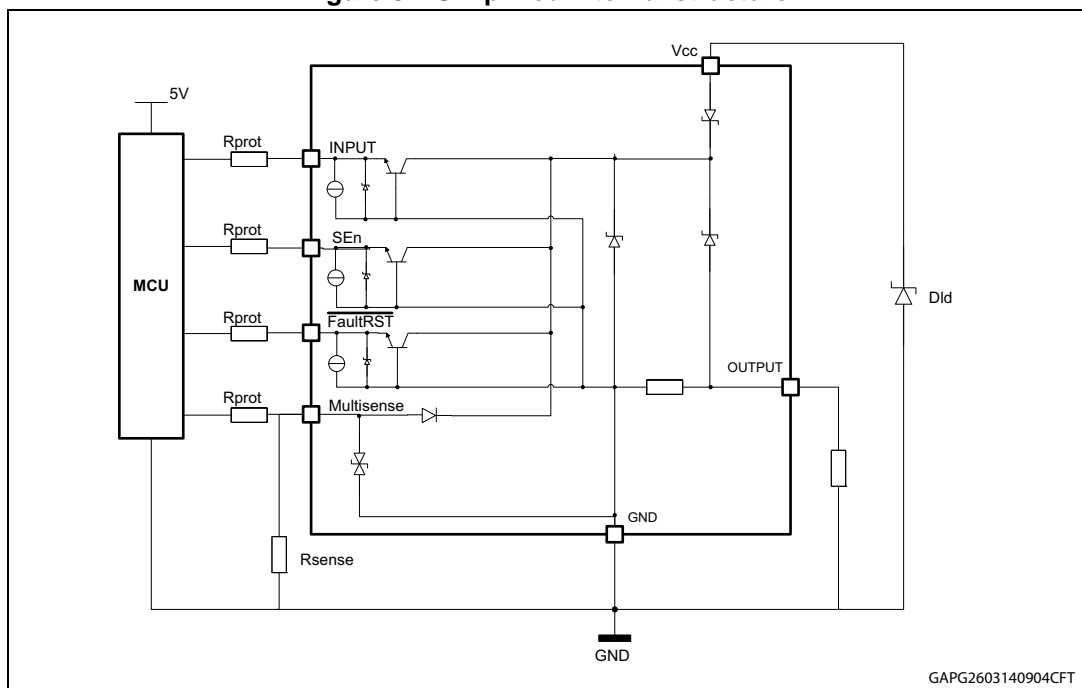 Vcc
5V
Rprot
INPUT
Rprot
SEn
MCU
Dld
Rprot
FaultRST
OUTPUT
Rprot
Multisense
GND
Rsense
GND
GAPG2603140904CFT